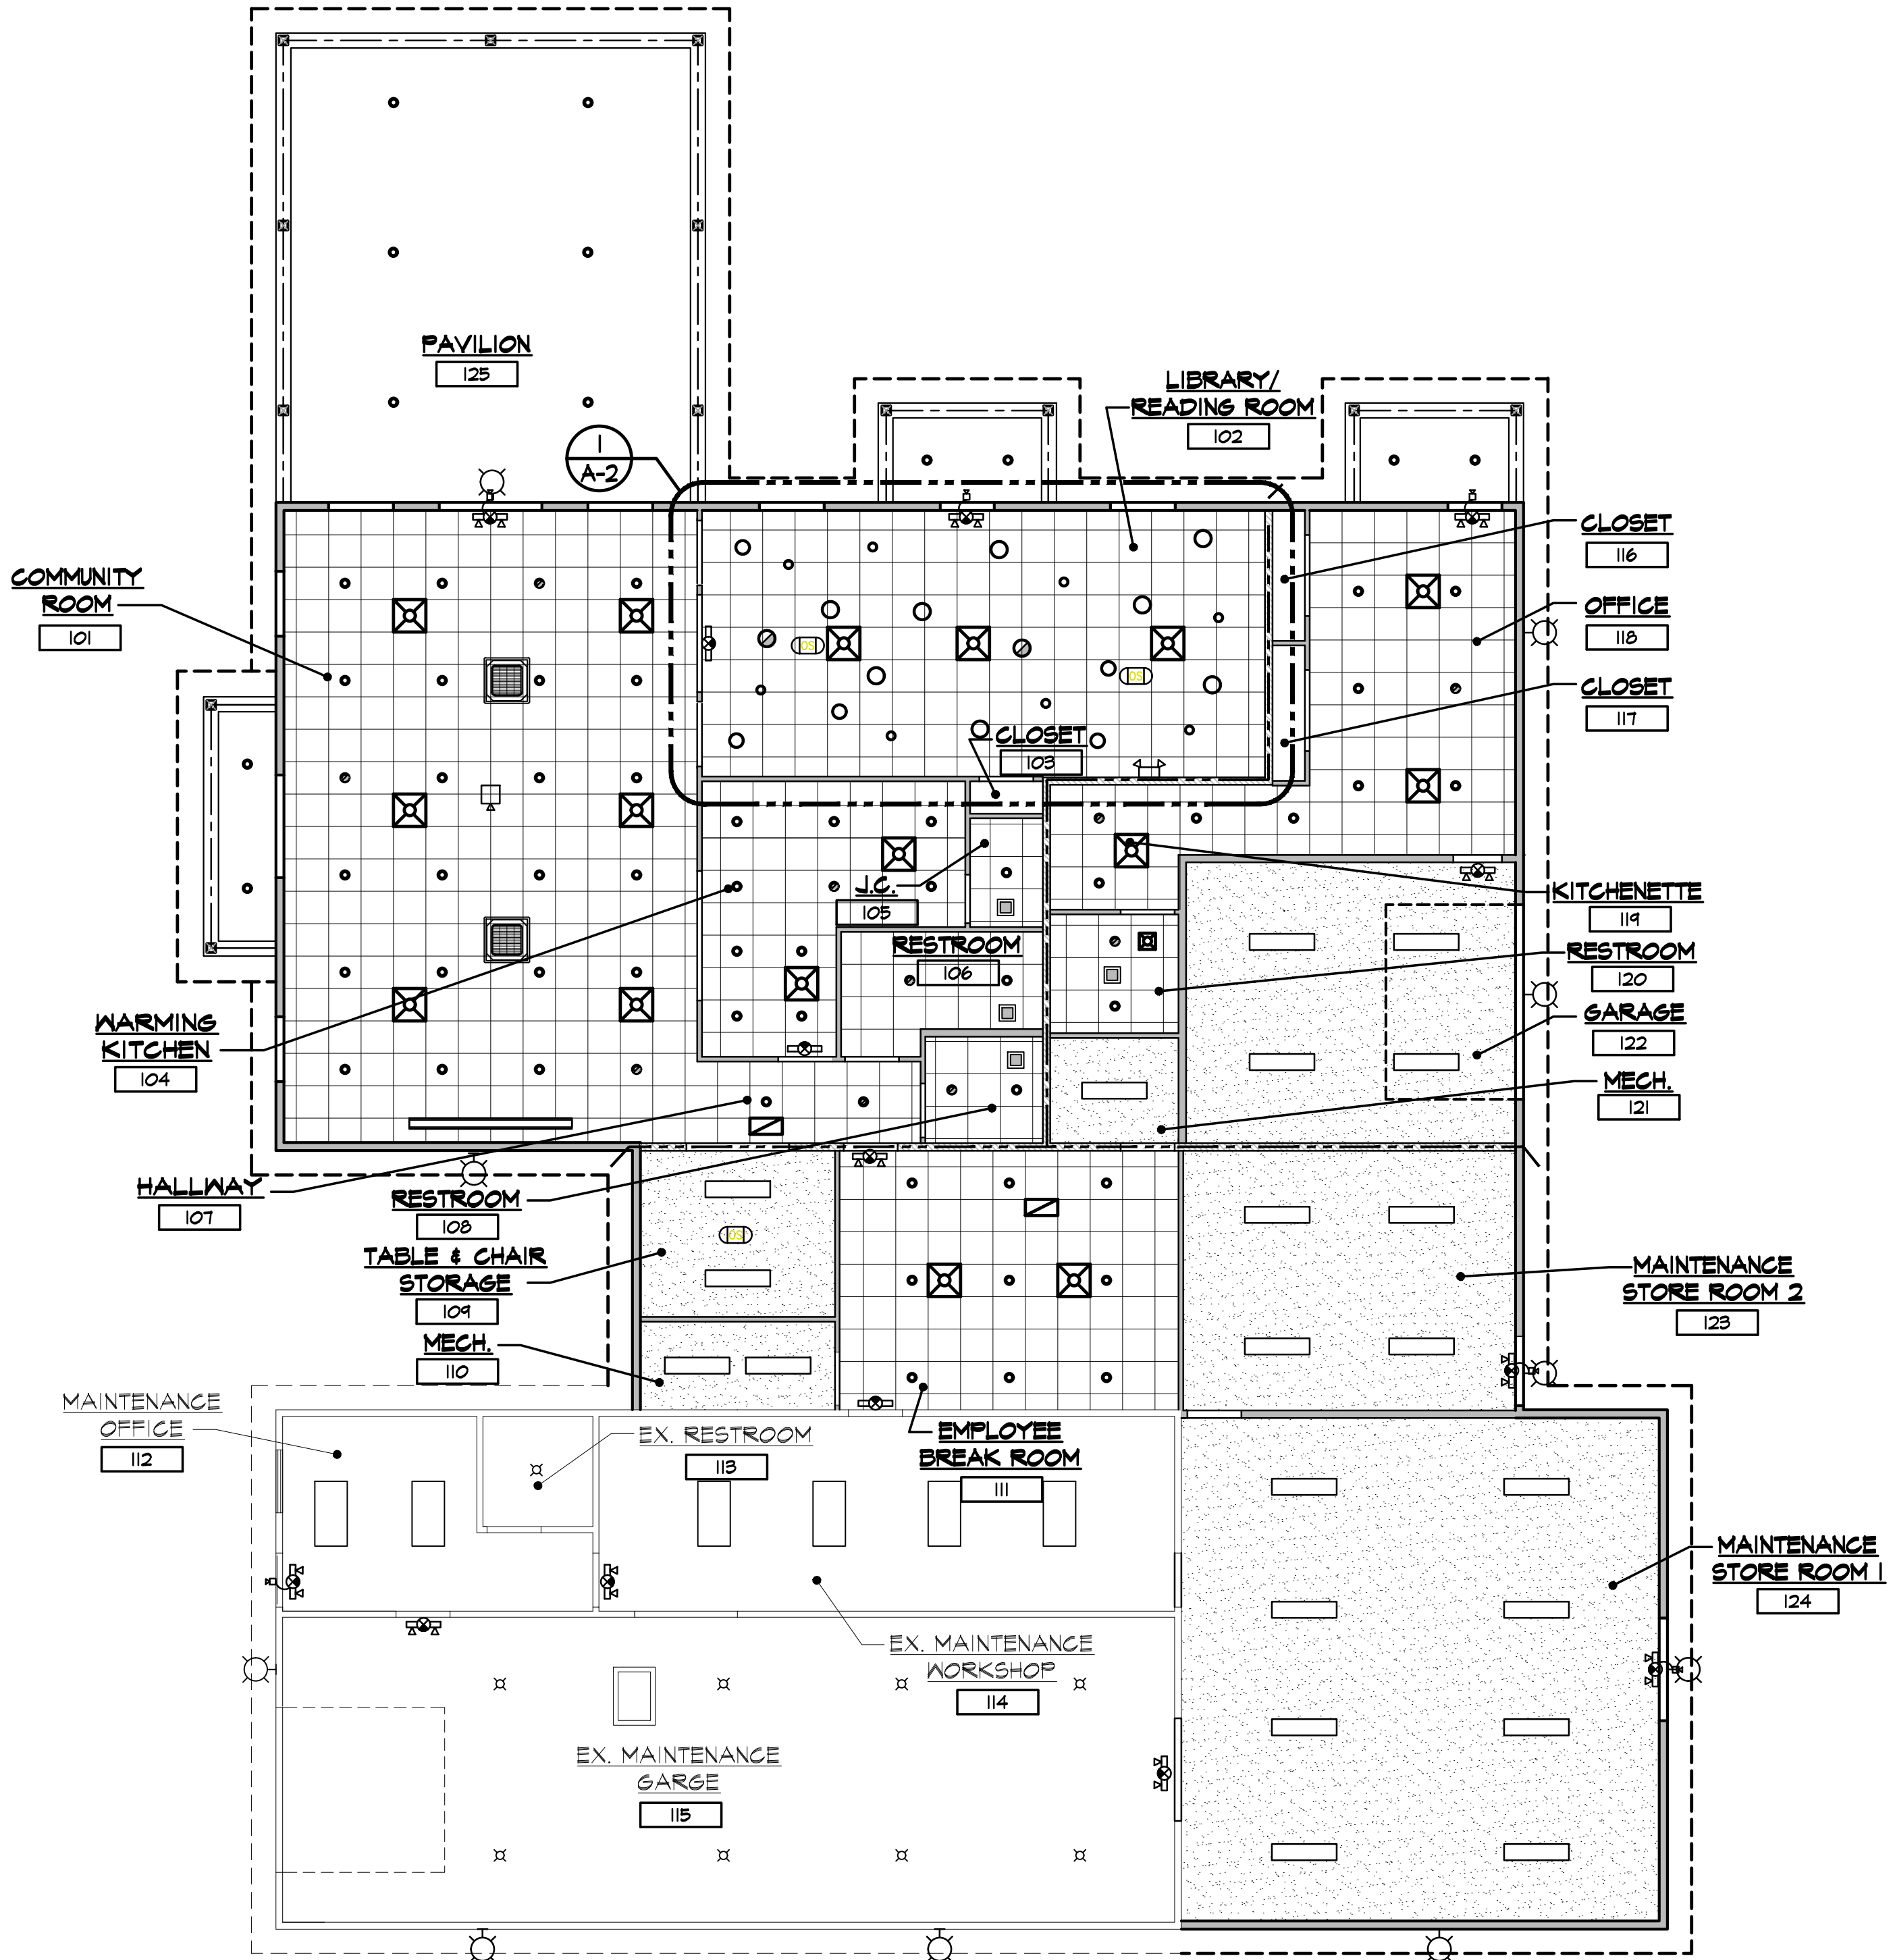 PAVILION
125
LIBRARY/
READING ROOM
102
1
A-2
CLOSET
116
COMMUNITY
ROOM
101
OFFICE
118
OS
OS
CLOSET
117
CLOSET
103
J.C.
105
KITCHENETTE
119
RESTROOM
106
RESTROOM
120
WARMING
KITCHEN
104
GARAGE
122
MECH.
121
HALLWAY
107
RESTROOM
108
OS
TABLE & CHAIR
STORAGE
109
MAINTENANCE
STORE ROOM 2
123
MECH.
110
MAINTENANCE
OFFICE
112
EX. RESTROOM
113
EMPLOYEE
BREAK ROOM
111
MAINTENANCE
STORE ROOM 1
124
EX. MAINTENANCE
WORKSHOP
114
EX. MAINTENANCE
GARGE
115